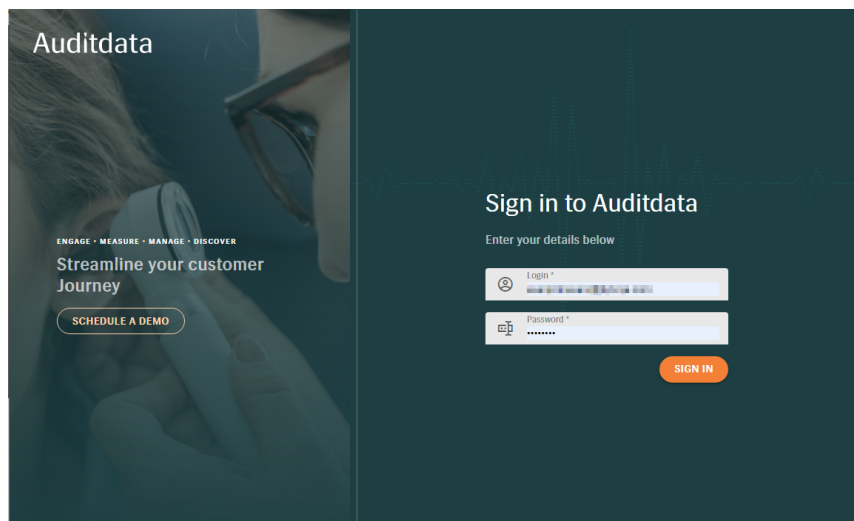 Auditdata
ENGAGE • MEASURE • MANAGE • DISCOVER
Streamline your customer
Journey
SCHEDULE A DEMO
Sign in to Auditdata
Enter your details below
Login *
Password *
••••••••
SIGN IN